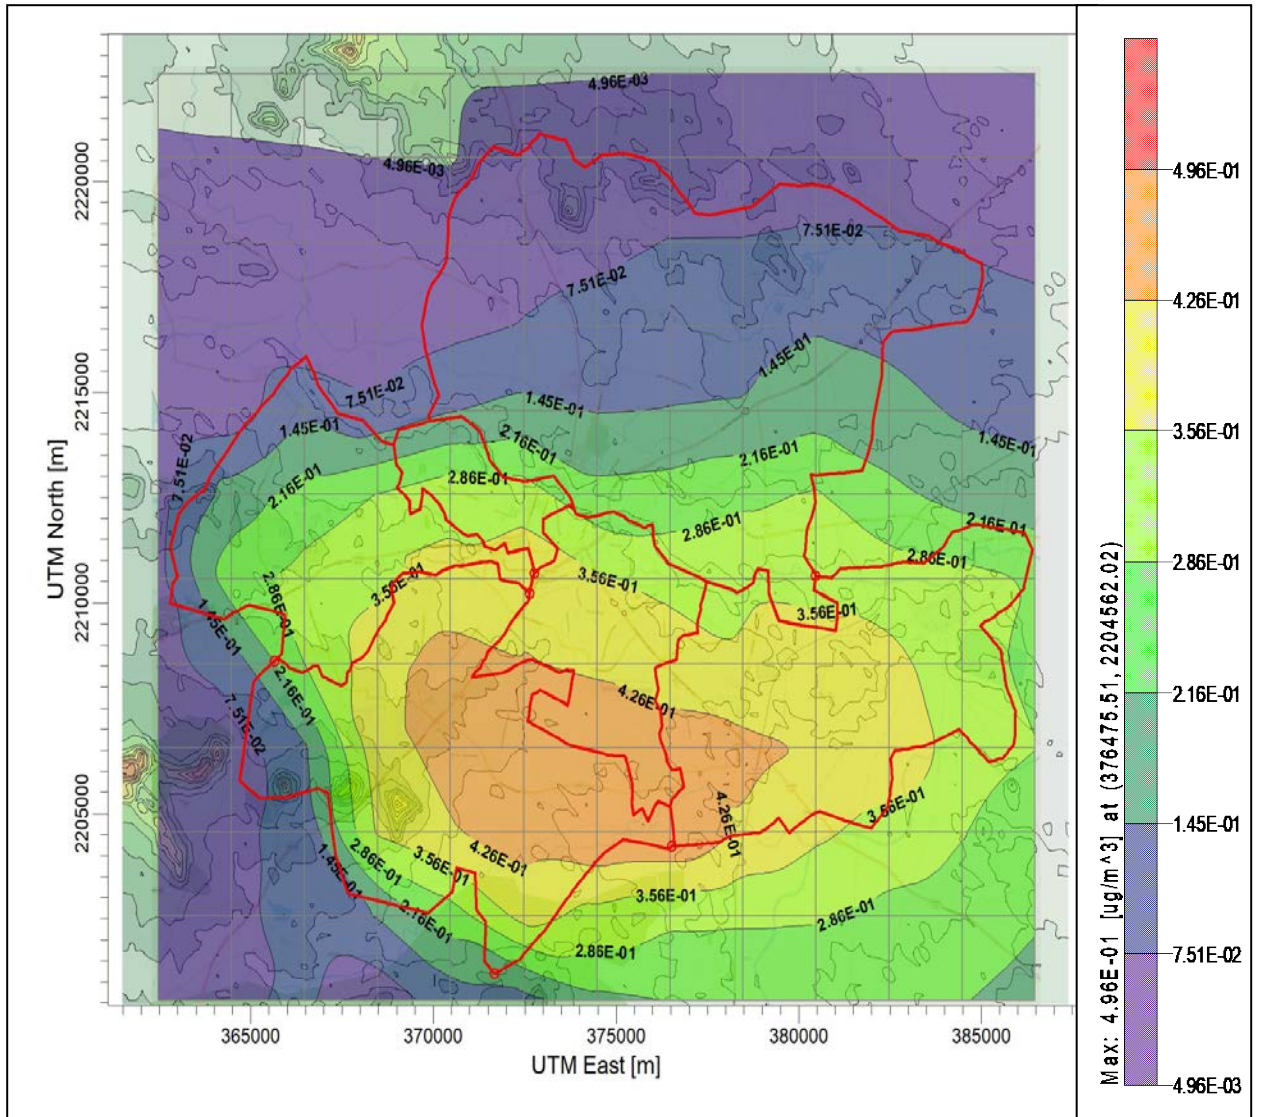 4.96E-03
4.96E-03
7.51E-02
7.51E-02
7.51E-02
1.45E-01
1.45E-01
1.45E-01
1.45E-01
2.16E-01
2.16E-01
7.51E-02
2.16E-01
2.86E-01
2.16E-01
2.86E-01
2.86E-01
3.56E-01
3.56E-01
2.86E-01
3.56E-01
1.45E-01
2.16E-01
4.26E-01
7.51E-02
3.56E-01
4.26E-01
4.26E-01
3.56E-01
2.86E-01
1.45E-01
3.56E-01
2.16E-01
2.86E-01
2.86E-01
2220000
2215000
2210000
2205000
UTM North [m]
365000
370000
375000
380000
385000
UTM East [m]
Max: 4.96E-01 [ug/m^3] at (376475.51, 2204562.02)
4.96E-01
4.26E-01
3.56E-01
2.86E-01
2.16E-01
1.45E-01
7.51E-02
4.96E-03